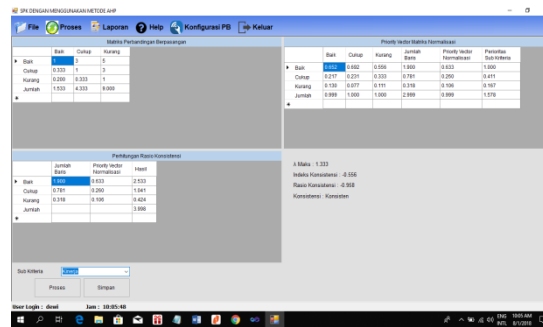 SPK DENGAN MENGGUNAKAN METODE AHP
File Proses Laporan Help Konfigurasi PB Keluar
Matriks Perbandingan Berpasangan
Baik Cukup Kurang
Baik 1 3 5
Cukup 0.333 1 3
Kurang 0.200 0.333 1
Jumlah 1.533 4.333 9.000
Priority Vector Matriks Normalisasi
Baik Cukup Kurang Jumlah Baris Priority Vector Normalisasi Perioritas Sub Kriteria
Baik 0.652 0.692 0.556 1.900 0.633 1.000
Cukup 0.217 0.231 0.333 0.781 0.260 0.411
Kurang 0.130 0.077 0.111 0.318 0.106 0.167
Jumlah 0.999 1.000 1.000 2.999 0.999 1.578
Perhitungan Rasio Konsistensi
Jumlah Baris Priority Vector Normalisasi Hasil
Baik 1.900 0.633 2.533
Cukup 0.781 0.260 1.041
Kurang 0.318 0.106 0.424
Jumlah 3.998
λ Maks : 1.333
Indeks Konsistensi : -0.556
Rasio Konsistensi : -0.958
Konsistensi : Konsisten
Sub Kriteria Kinerja
Proses Simpan
User Login : dewi Jam : 10:05:48
ENG 10:05 AM
INTL 8/1/2018